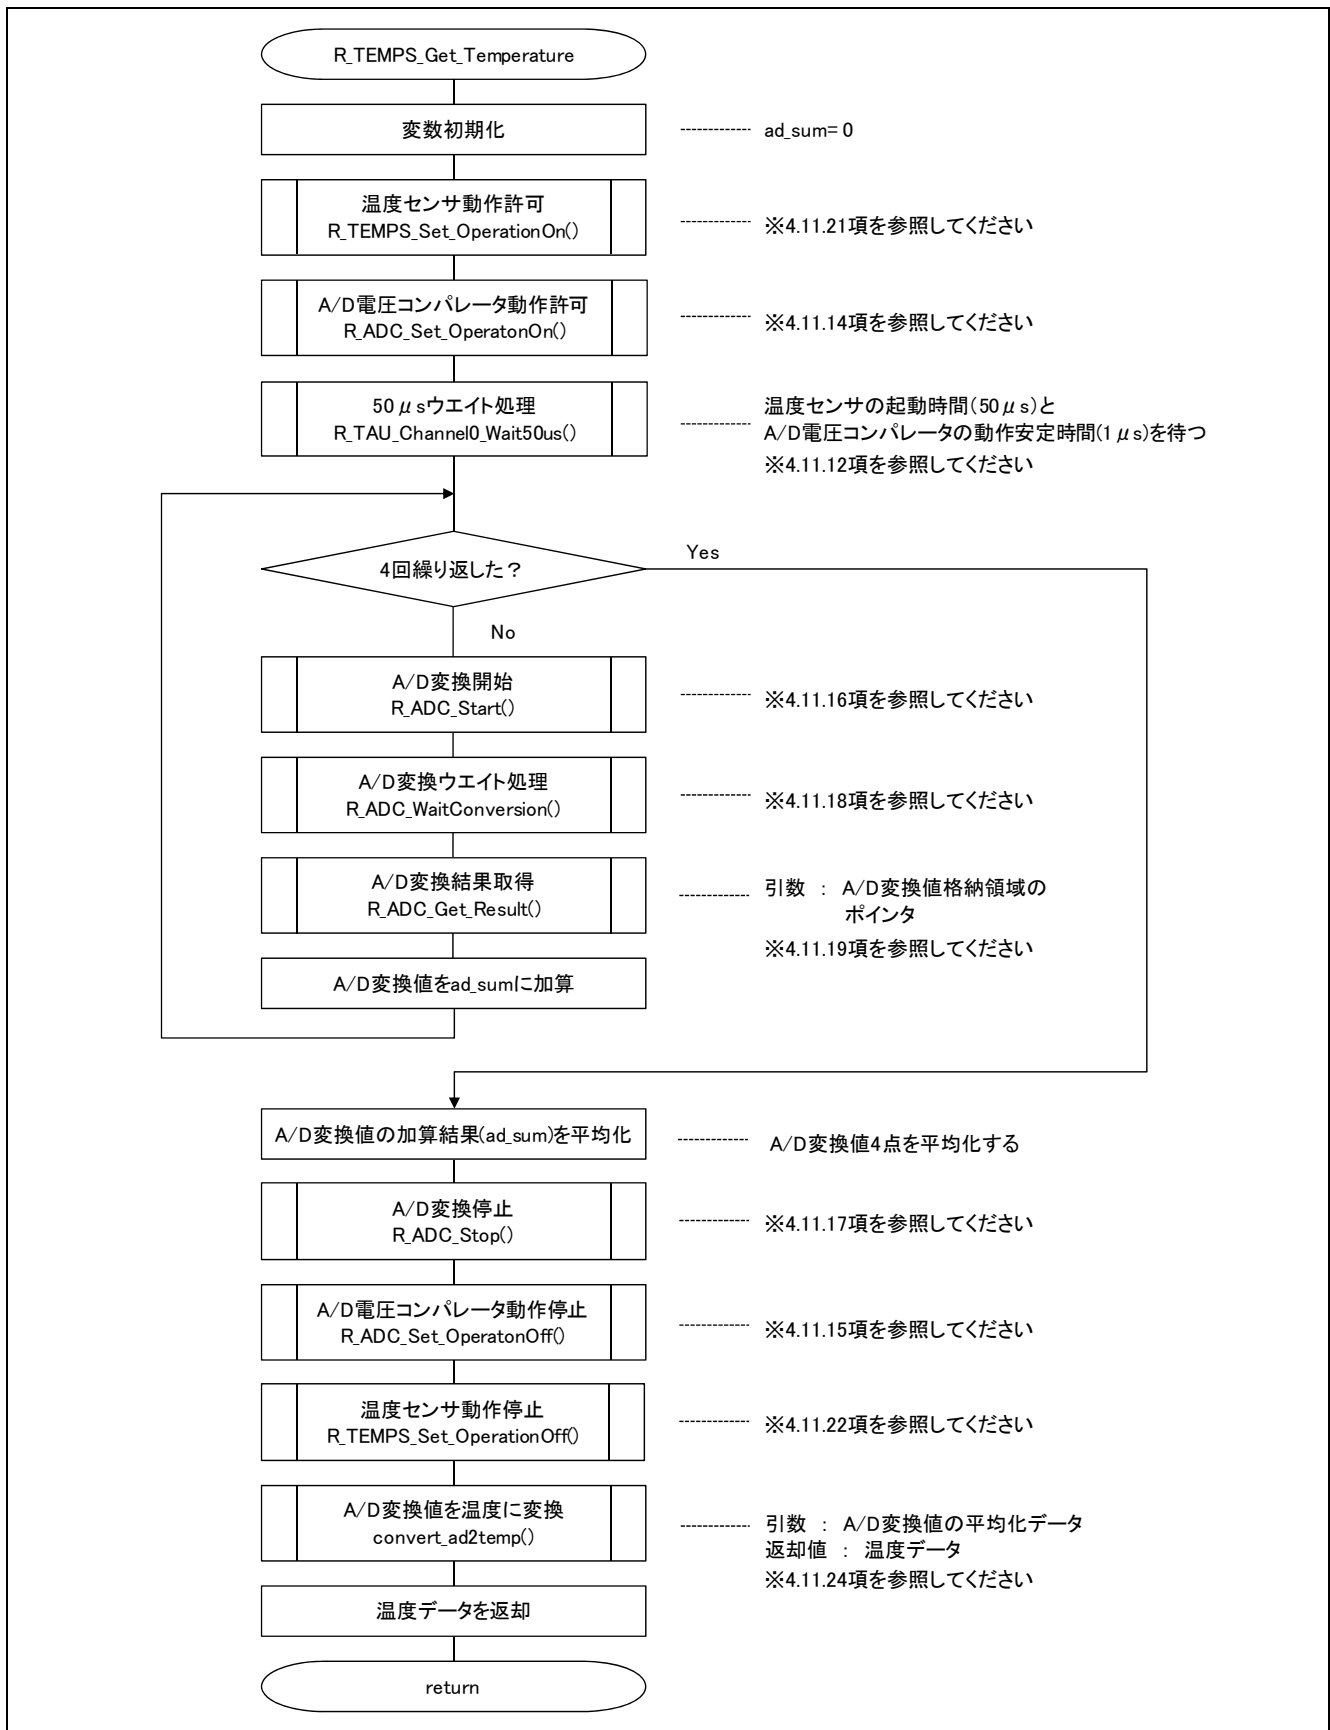 R_TEMPS_Get_Temperature
変数初期化
ad_sum= 0
温度センサ動作許可
R_TEMPS_Set_OperationOn()
※4.11.21項を参照してください
A/D電圧コンパレータ動作許可
R_ADC_Set_OperatonOn()
※4.11.14項を参照してください
50μsウエイト処理
R_TAU_Channel0_Wait50us()
温度センサの起動時間(50μs)と
A/D電圧コンパレータの動作安定時間(1μs)を待つ
※4.11.12項を参照してください
4回繰り返した？
Yes
No
A/D変換開始
R_ADC_Start()
※4.11.16項を参照してください
A/D変換ウエイト処理
R_ADC_WaitConversion()
※4.11.18項を参照してください
A/D変換結果取得
R_ADC_Get_Result()
引数 ： A/D変換値格納領域の
ポインタ
※4.11.19項を参照してください
A/D変換値をad_sumに加算
A/D変換値の加算結果(ad_sum)を平均化
A/D変換値4点を平均化する
A/D変換停止
R_ADC_Stop()
※4.11.17項を参照してください
A/D電圧コンパレータ動作停止
R_ADC_Set_OperatonOff()
※4.11.15項を参照してください
温度センサ動作停止
R_TEMPS_Set_OperationOff()
※4.11.22項を参照してください
A/D変換値を温度に変換
convert_ad2temp()
引数 ： A/D変換値の平均化データ
返却値 ： 温度データ
※4.11.24項を参照してください
温度データを返却
return